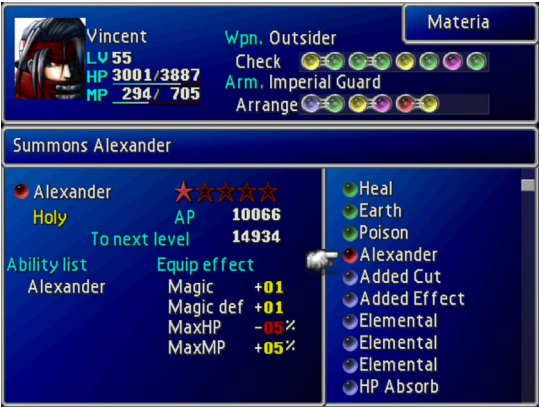 Materia
Vincent
LV 55
HP 3001/3887
MP 294/ 705
Wpn. Outsider
Check
Arm. Imperial Guard
Arrange
Summons Alexander
Alexander
Holy
AP 10066
To next level 14934
Ability list
Alexander
Equip effect
Magic +01
Magic def +01
MaxHP -05%
MaxMP +05%
Heal
Earth
Poison
Alexander
Added Cut
Added Effect
Elemental
Elemental
Elemental
HP Absorb